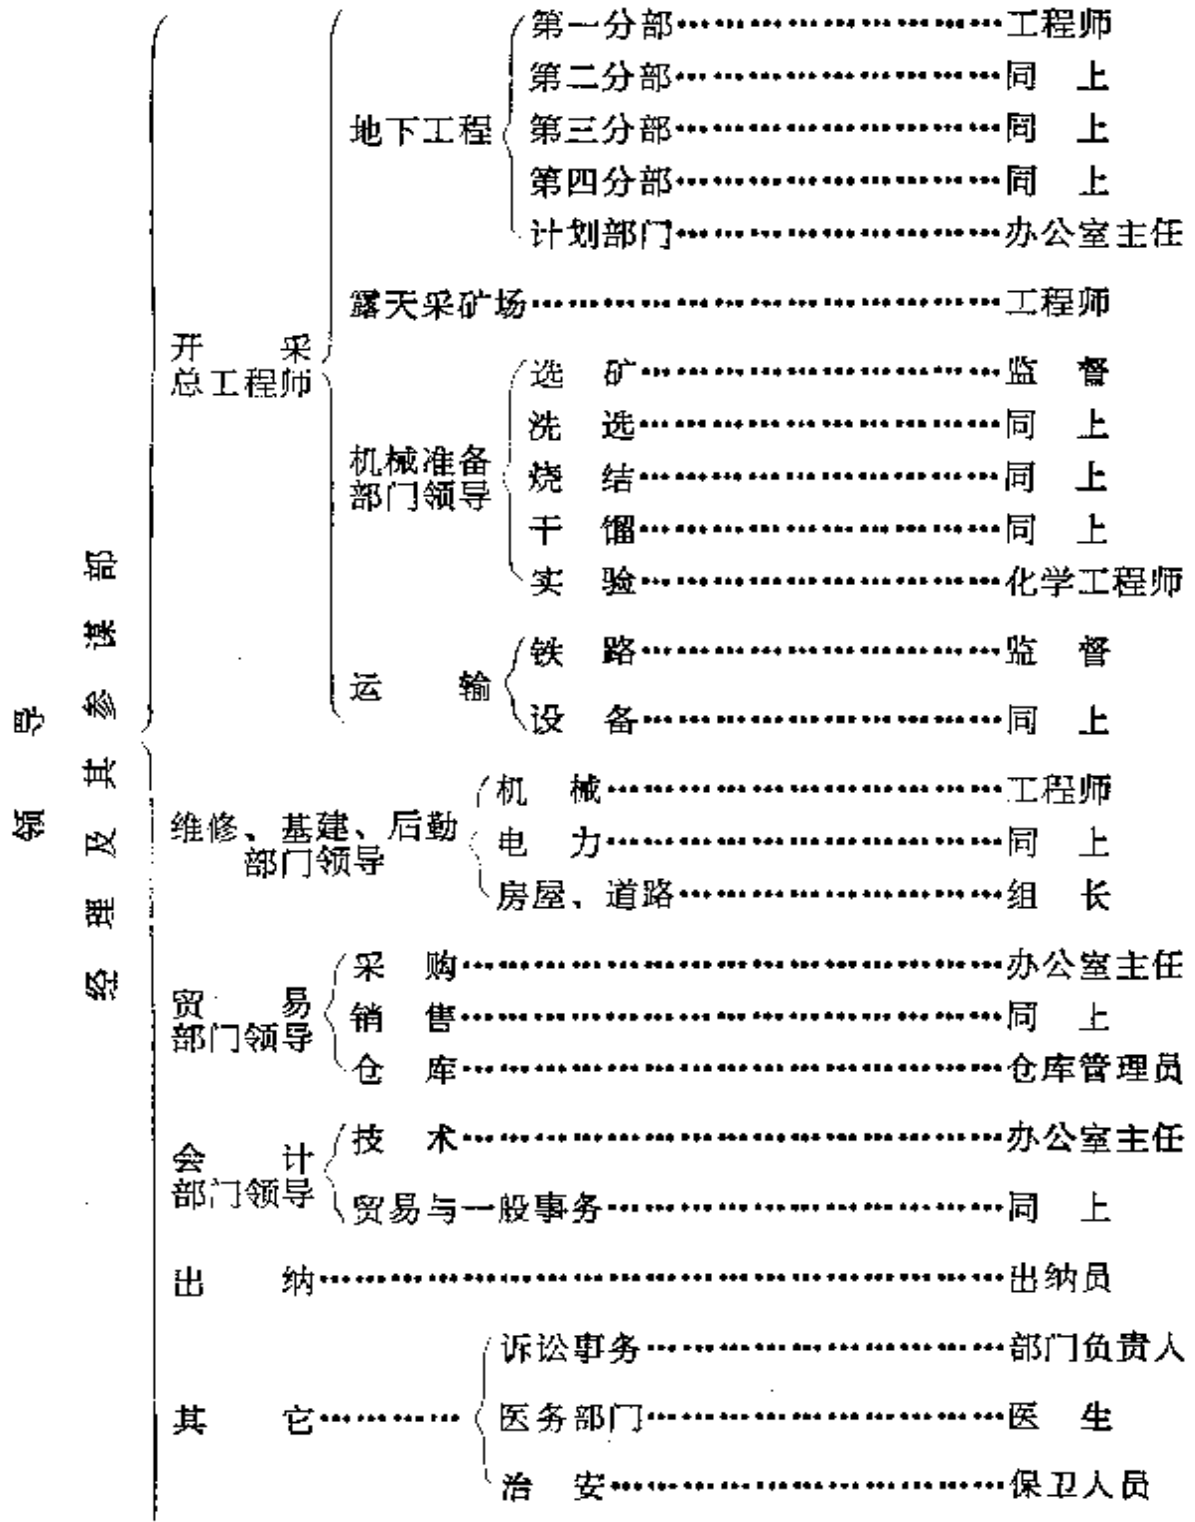 领导
经理及其参谋部
开采
总工程师
地下工程
第一分部……工程师
第二分部……同上
第三分部……同上
第四分部……同上
计划部门……办公室主任
露天采矿场……工程师
机械准备
部门领导
选矿……监督
洗选……同上
烧结……同上
干馏……同上
实验……化学工程师
运输
铁路……监督
设备……同上
维修、基建、后勤
部门领导
机械……工程师
电力……同上
房屋、道路……组长
贸易
部门领导
采购……办公室主任
销售……同上
仓库……仓库管理员
会计
部门领导
技术……办公室主任
贸易与一般事务……同上
出纳……出纳员
其它……
诉讼事务……部门负责人
医务部门……医生
治安……保卫人员